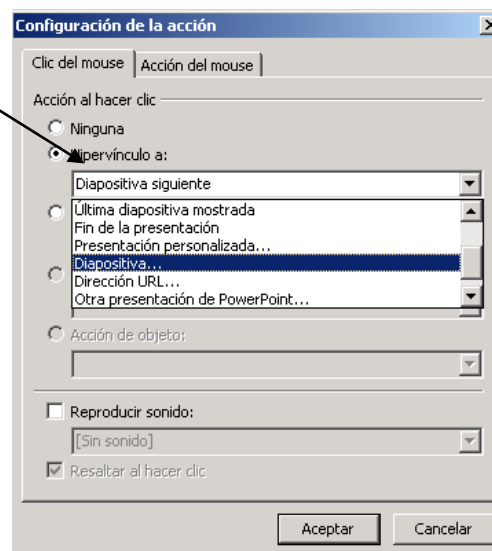 Configuración de la acción
Clic del mouse Acción del mouse
Acción al hacer clic
Ninguna
Hipervínculo a:
Diapositiva siguiente
Última diapositiva mostrada
Fin de la presentación
Presentación personalizada...
Diapositiva...
Dirección URL...
Otra presentación de PowerPoint...
Acción de objeto:
Reproducir sonido:
[Sin sonido]
Resaltar al hacer clic
Aceptar Cancelar